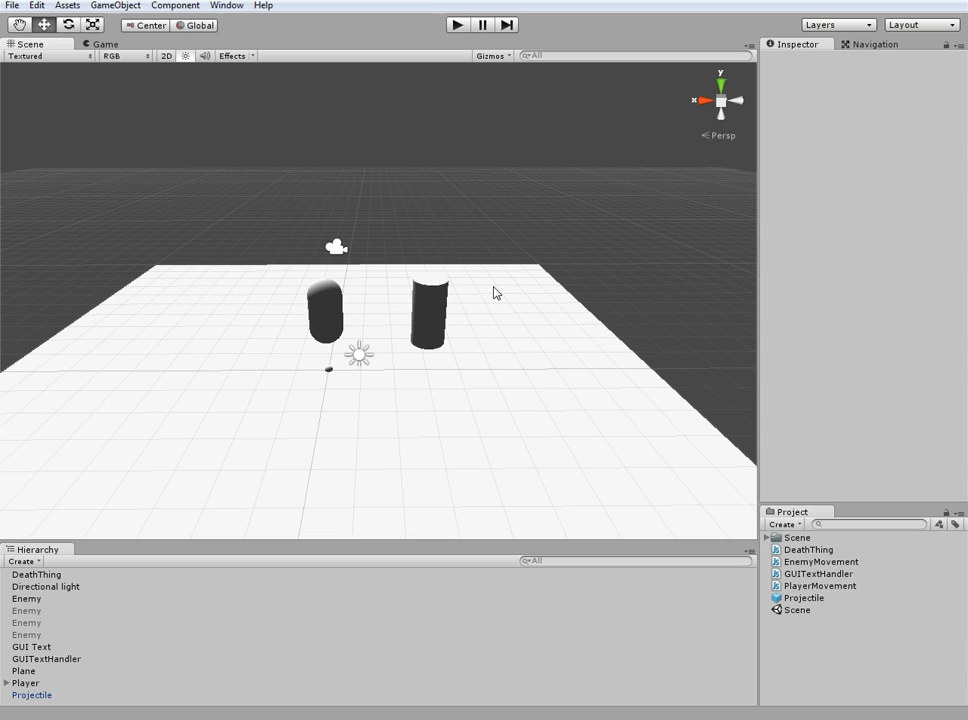 File Edit Assets GameObject Component Window Help
Center Global Layers Layout
Scene Game Inspector Navigation
Textured RGB 2D Effects Gizmos All
y
x
Persp
Project
Create
Scene
DeathThing
EnemyMovement
GUITextHandler
PlayerMovement
Projectile
Scene
Hierarchy
Create All
DeathThing
Directional light
Enemy
Enemy
Enemy
Enemy
GUI Text
GUITextHandler
Plane
Player
Projectile